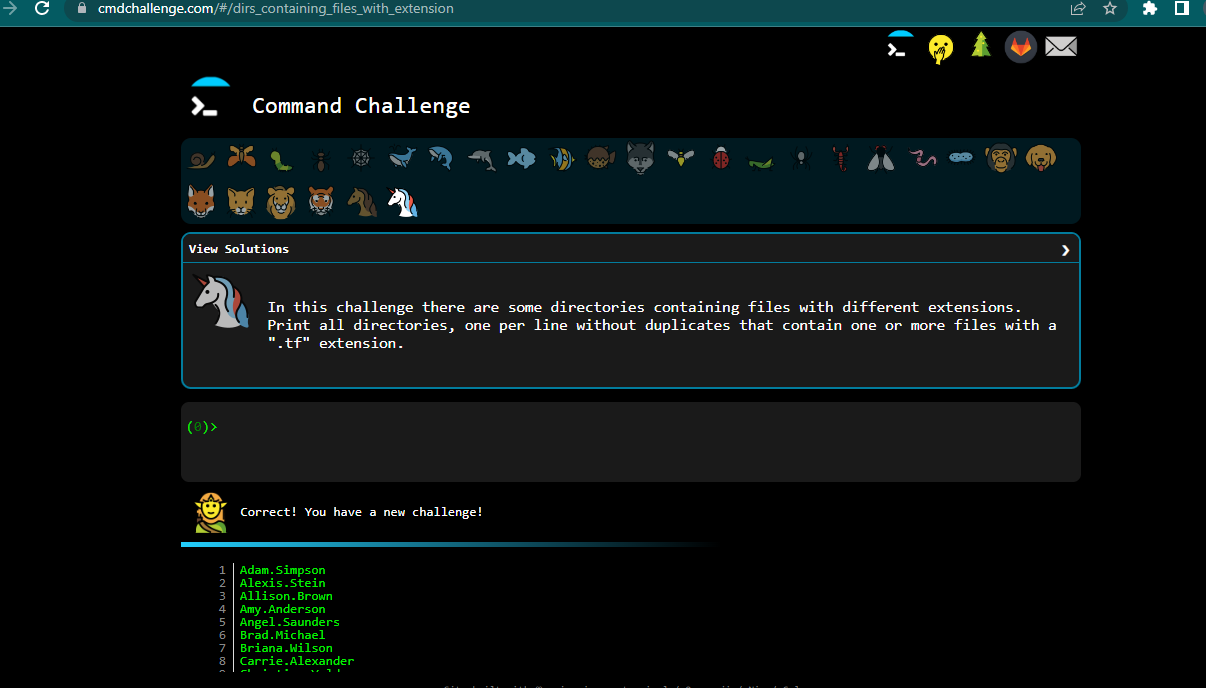 cmdchallenge.com/#/dirs_containing_files_with_extension
Command Challenge
View Solutions
In this challenge there are some directories containing files with different extensions.
Print all directories, one per line without duplicates that contain one or more files with a
".tf" extension.
(0)>
Correct! You have a new challenge!
1 Adam.Simpson
2 Alexis.Stein
3 Allison.Brown
4 Amy.Anderson
5 Angel.Saunders
6 Brad.Michael
7 Briana.Wilson
8 Carrie.Alexander